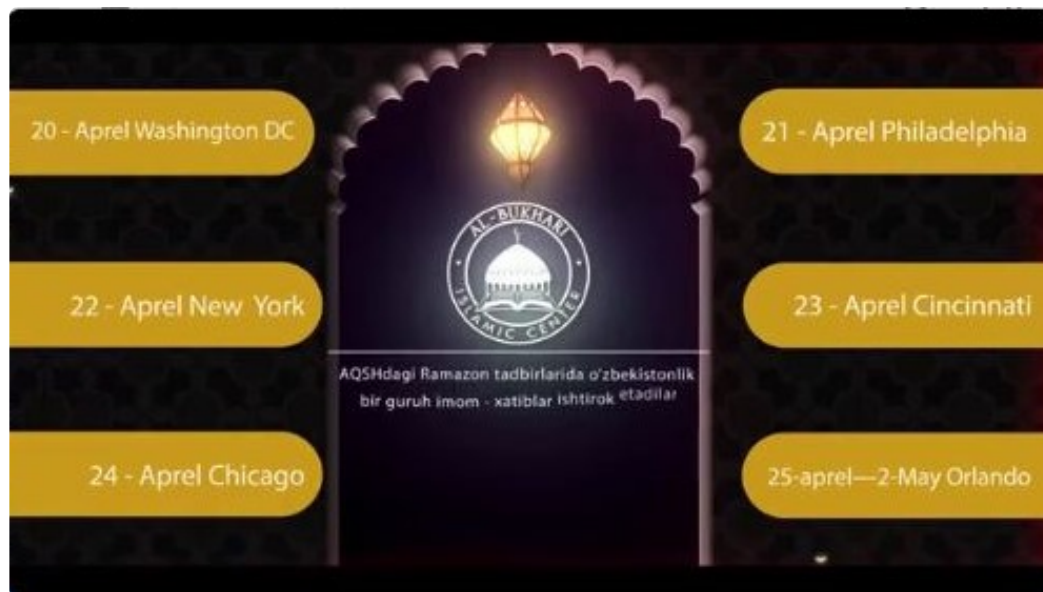 20 - Aprel Washington DC
21 - Aprel Philadelphia
22 - Aprel New York
23 - Aprel Cincinnati
24 - Aprel Chicago
25-aprel—2-May Orlando
AL-BUKHARI
ISLAMIC CENTER
AQSHdagi Ramazon tadbirlarida o'zbekistonlik
bir guruh imom - xatiblar ishtirok etadilar